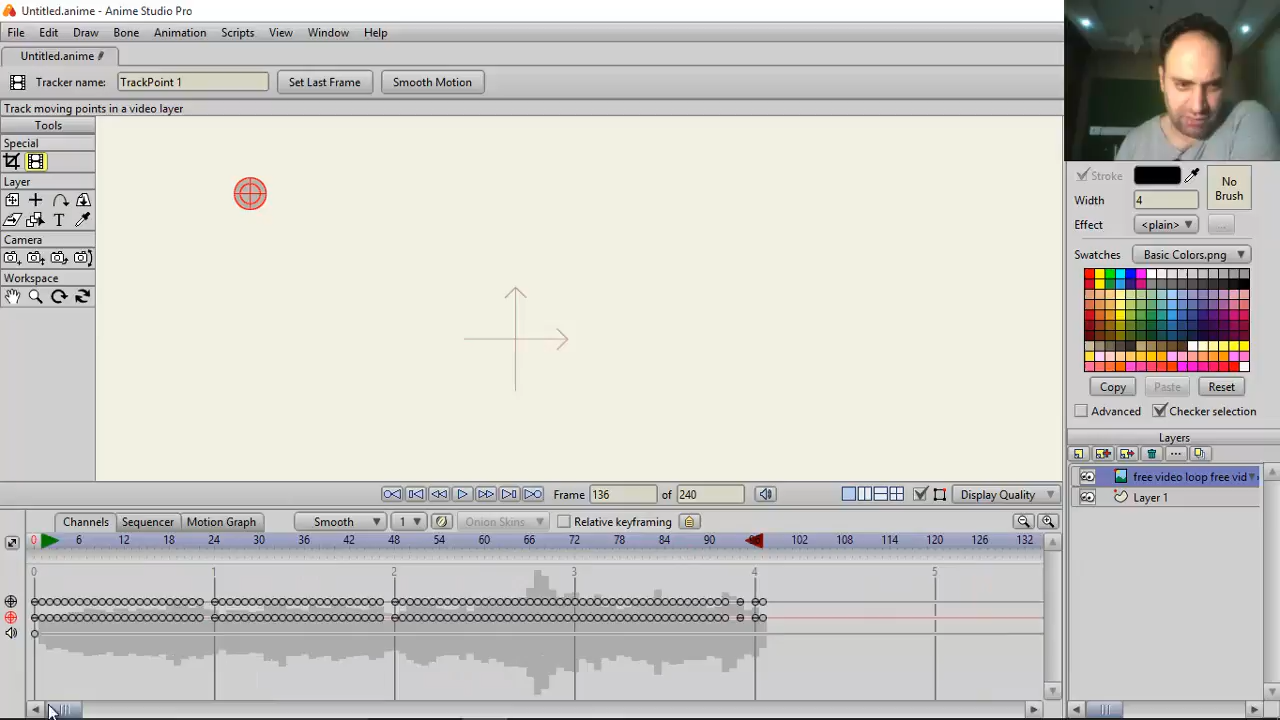 Untitled.anime - Anime Studio Pro
File Edit Draw Bone Animation Scripts View Window Help
Untitled.anime
Tracker name: TrackPoint 1 Set Last Frame Smooth Motion
Track moving points in a video layer
Tools
Special
Layer
T
Camera
Workspace
Stroke
No Brush
Width 4
Effect <plain> ...
Swatches Basic Colors.png
Copy Paste Reset
Advanced Checker selection
Layers
free video loop free vid
Layer 1
Frame 136 of 240 Display Quality
Channels Sequencer Motion Graph Smooth 1 Onion Skins Relative keyframing
0 6 12 18 24 30 36 42 48 54 60 66 72 78 84 90 102 108 114 120 126 132
0 1 2 3 4 5